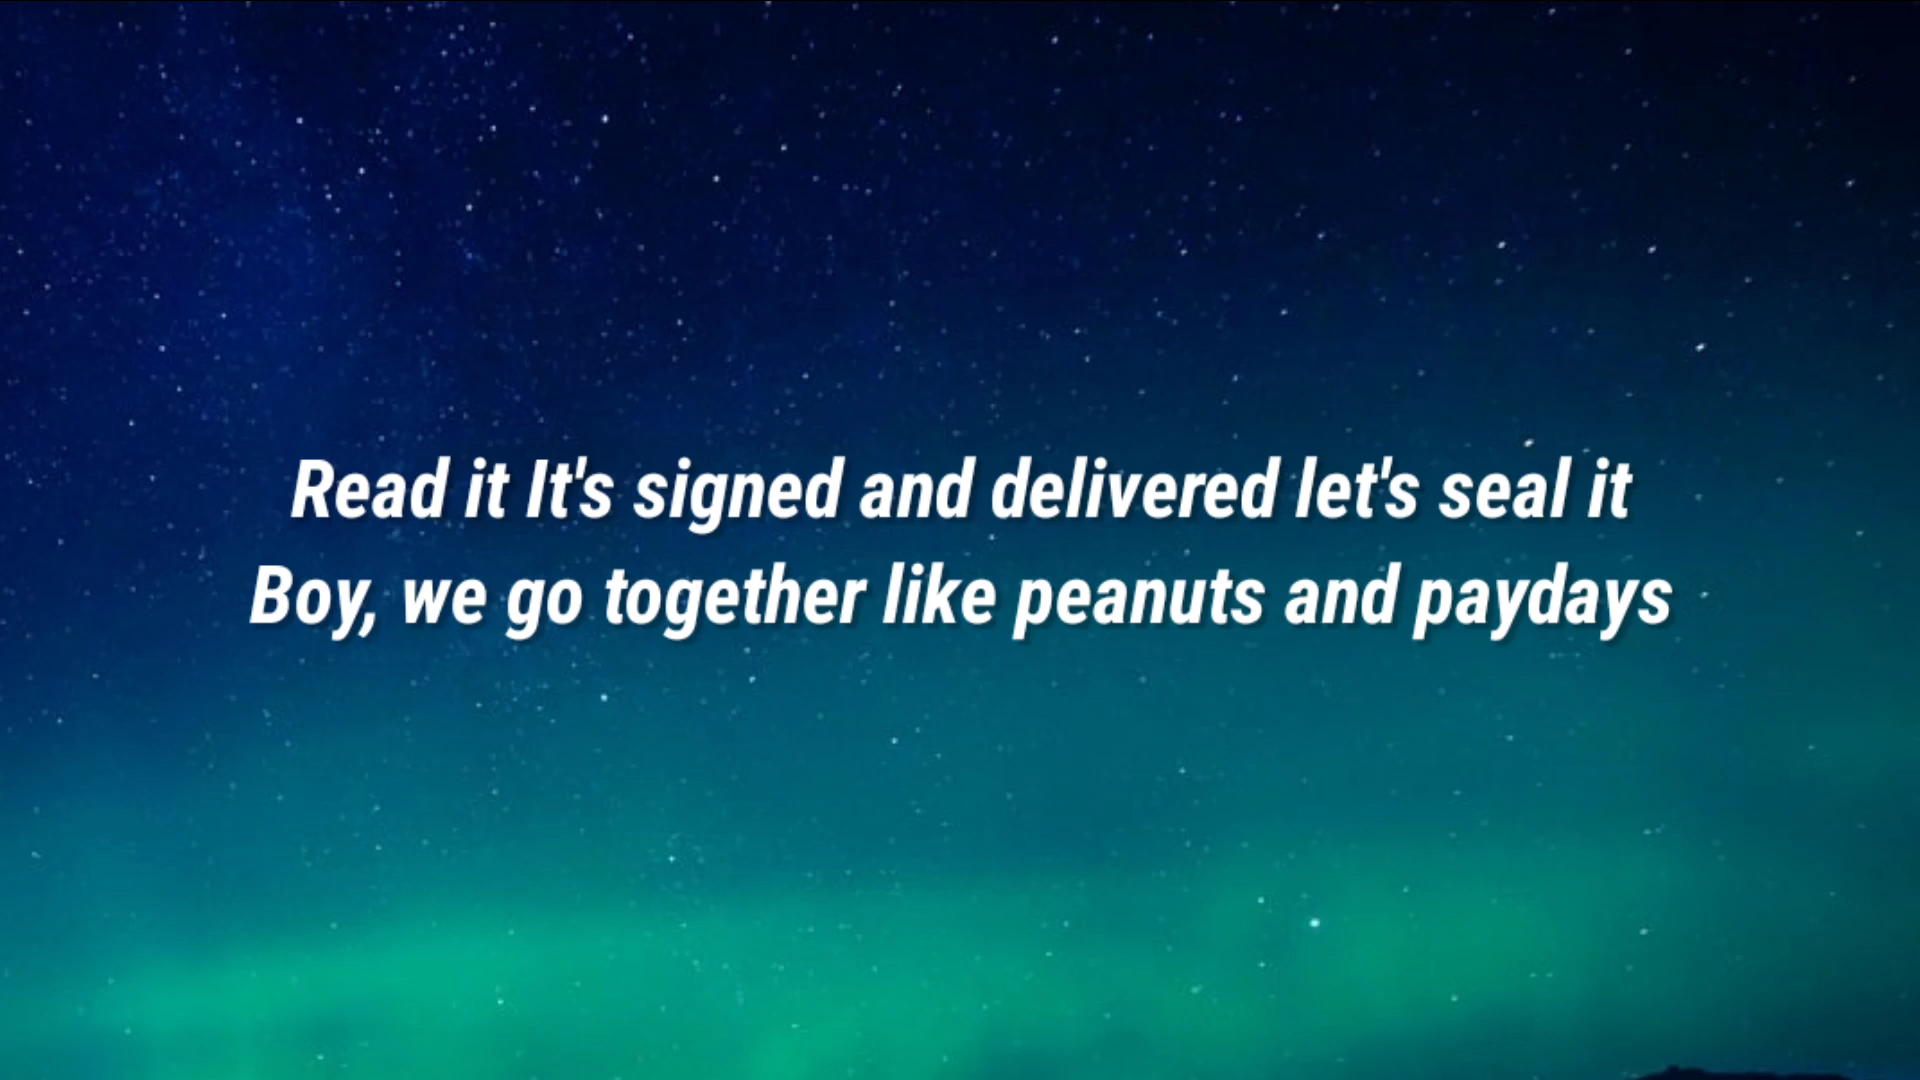 Read it It's signed and delivered let's seal it
Boy, we go together like peanuts and paydays